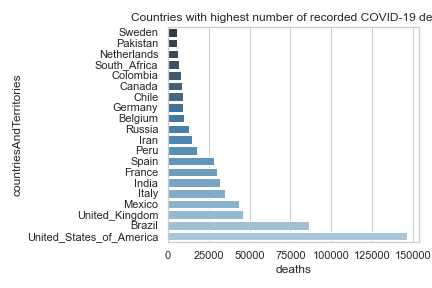 Countries with highest number of recorded COVID-19 de
countriesAndTerritories
Sweden
Pakistan
Netherlands
South_Africa
Colombia
Canada
Chile
Germany
Belgium
Russia
Iran
Peru
Spain
France
India
Italy
Mexico
United_Kingdom
Brazil
United_States_of_America
0 25000 50000 75000 100000 125000 150000
deaths